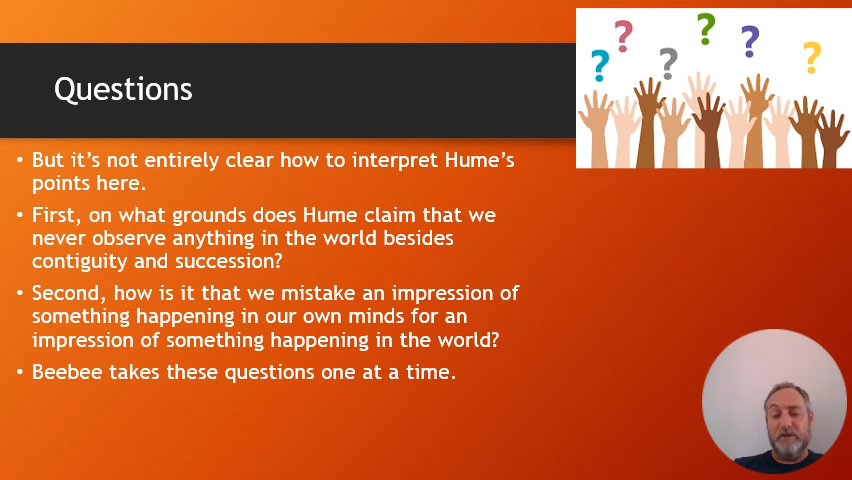 Questions
? ? ? ? ? ?
• But it's not entirely clear how to interpret Hume's
points here.
• First, on what grounds does Hume claim that we
never observe anything in the world besides
contiguity and succession?
• Second, how is it that we mistake an impression of
something happening in our own minds for an
impression of something happening in the world?
• Beebee takes these questions one at a time.